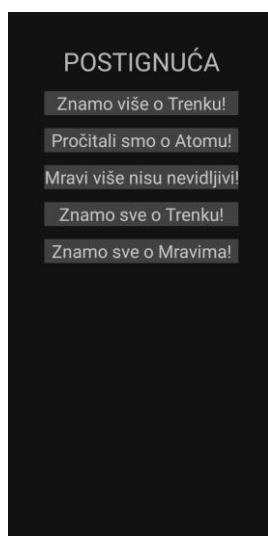 POSTIGNUĆA
Znamo više o Trenku!
Pročitali smo o Atomu!
Mravi više nisu nevidljivi!
Znamo sve o Trenku!
Znamo sve o Mravima!